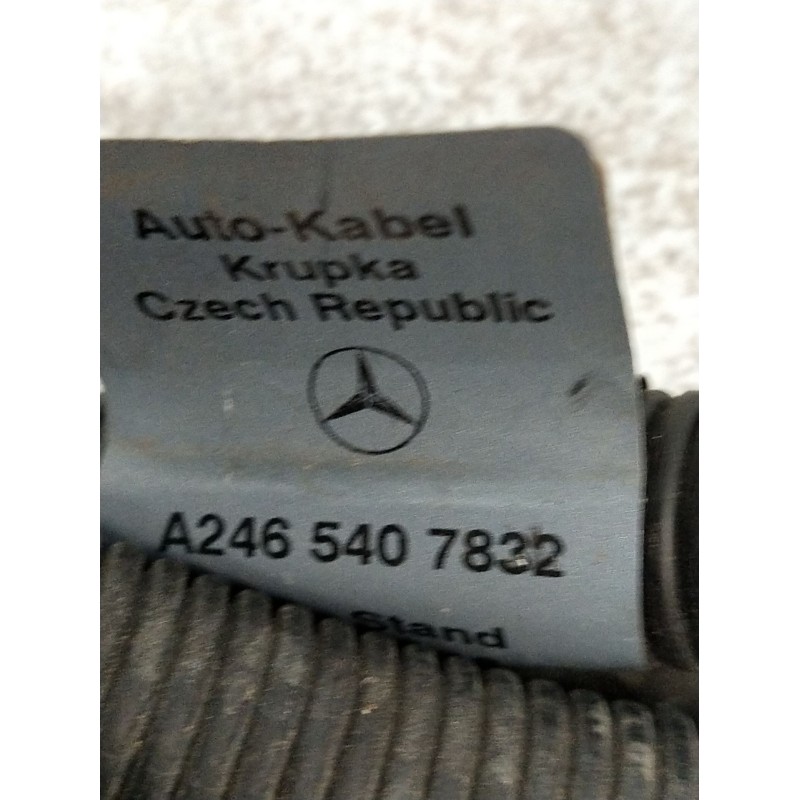 Auto-Kabel
Krupka
Czech Republic
A246 540 7832
Stand